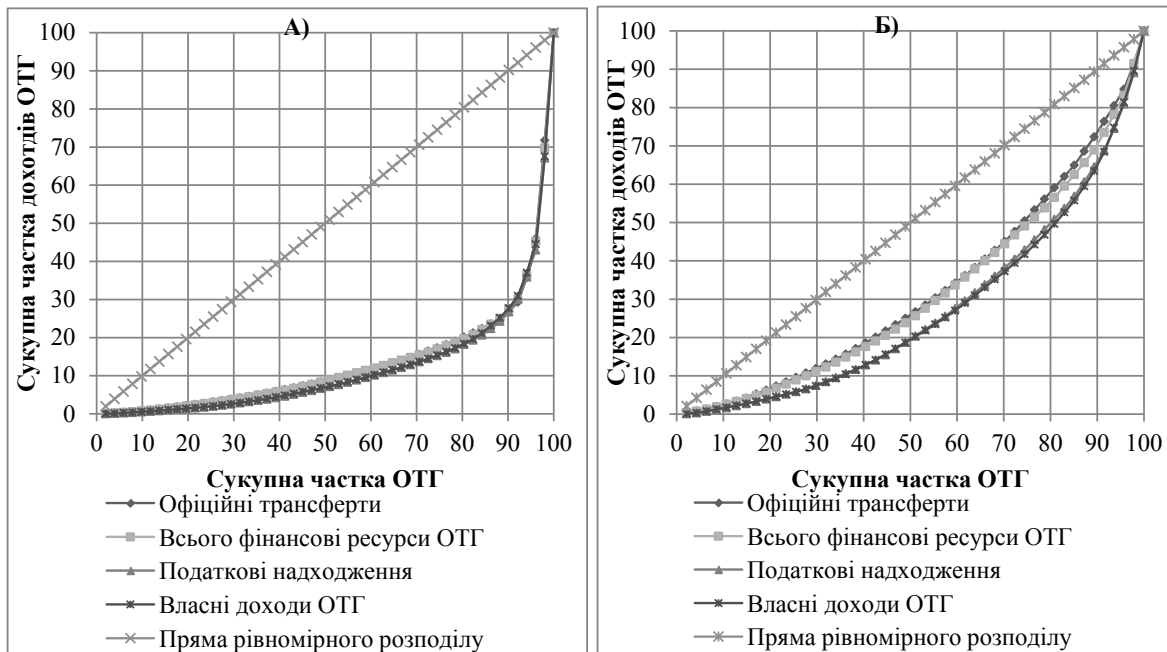 А)
Сукупна частка дохотдів ОТГ
100
90
80
70
60
50
40
30
20
10
0
0 10 20 30 40 50 60 70 80 90 100
Сукупна частка ОТГ
Офіційні трансферти
Всього фінансові ресурси ОТГ
Податкові надходження
Власні доходи ОТГ
Пряма рівномірного розподілу
Б)
Сукупна частка доходів ОТГ
100
90
80
70
60
50
40
30
20
10
0
0 10 20 30 40 50 60 70 80 90 100
Сукупна частка ОТГ
Офіційні трансферти
Всього фінансові ресурси ОТГ
Податкові надходження
Власні доходи ОТГ
Пряма рівномірного розподілу